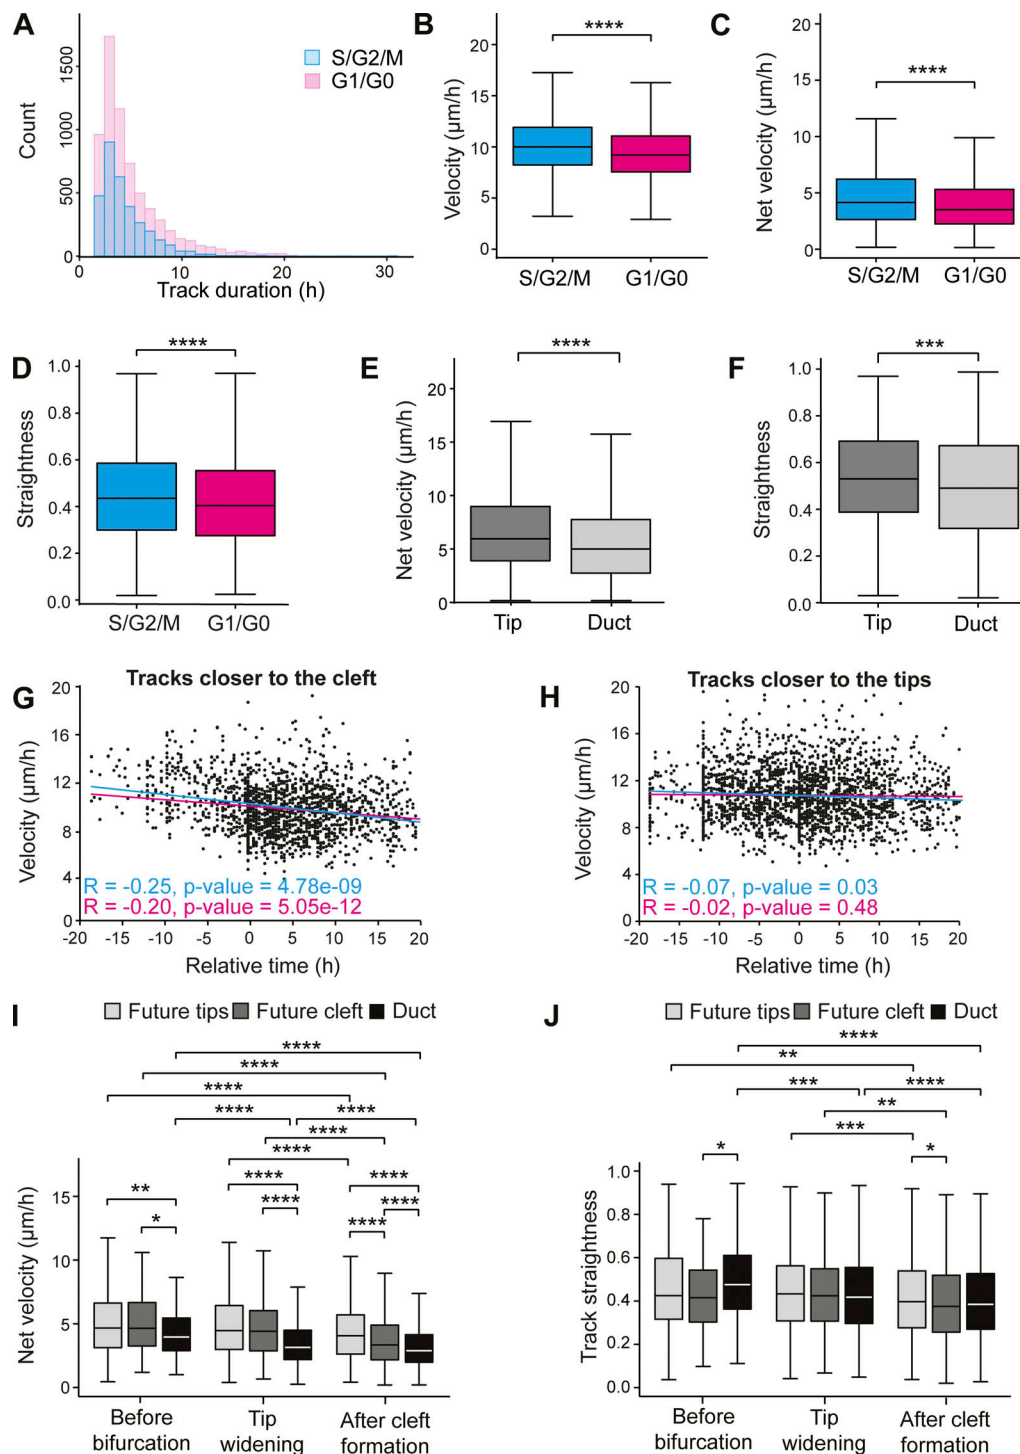 A
Count
0
500
1000
1500
0
10
20
30
Track duration (h)
S/G2/M
G1/G0
B
Velocity (µm/h)
20
15
10
5
0
****
S/G2/M
G1/G0
C
Net velocity (µm/h)
20
15
10
5
0
****
S/G2/M
G1/G0
D
Straightness
1.0
0.8
0.6
0.4
0.2
0.0
****
S/G2/M
G1/G0
E
Net velocity (µm/h)
20
15
10
5
0
****
Tip
Duct
F
Straightness
1.0
0.8
0.6
0.4
0.2
0.0
***
Tip
Duct
G
Tracks closer to the cleft
Velocity (µm/h)
20
16
12
8
4
0
R = -0.25, p-value = 4.78e-09
R = -0.20, p-value = 5.05e-12
-20 -15 -10 -5 0 5 10 15 20
Relative time (h)
H
Tracks closer to the tips
Velocity (µm/h)
20
16
12
8
4
0
R = -0.07, p-value = 0.03
R = -0.02, p-value = 0.48
-20 -15 -10 -5 0 5 10 15 20
Relative time (h)
I
Future tips Future cleft Duct
****
****
****
**** ****
****
****
**** ****
** **** ****
* ****
Net velocity (µm/h)
15
10
5
0
Before bifurcation
Tip widening
After cleft formation
J
Future tips Future cleft Duct
****
**
*** ****
**
***
* *
Track straightness
1.0
0.8
0.6
0.4
0.2
0.0
Before bifurcation
Tip widening
After cleft formation